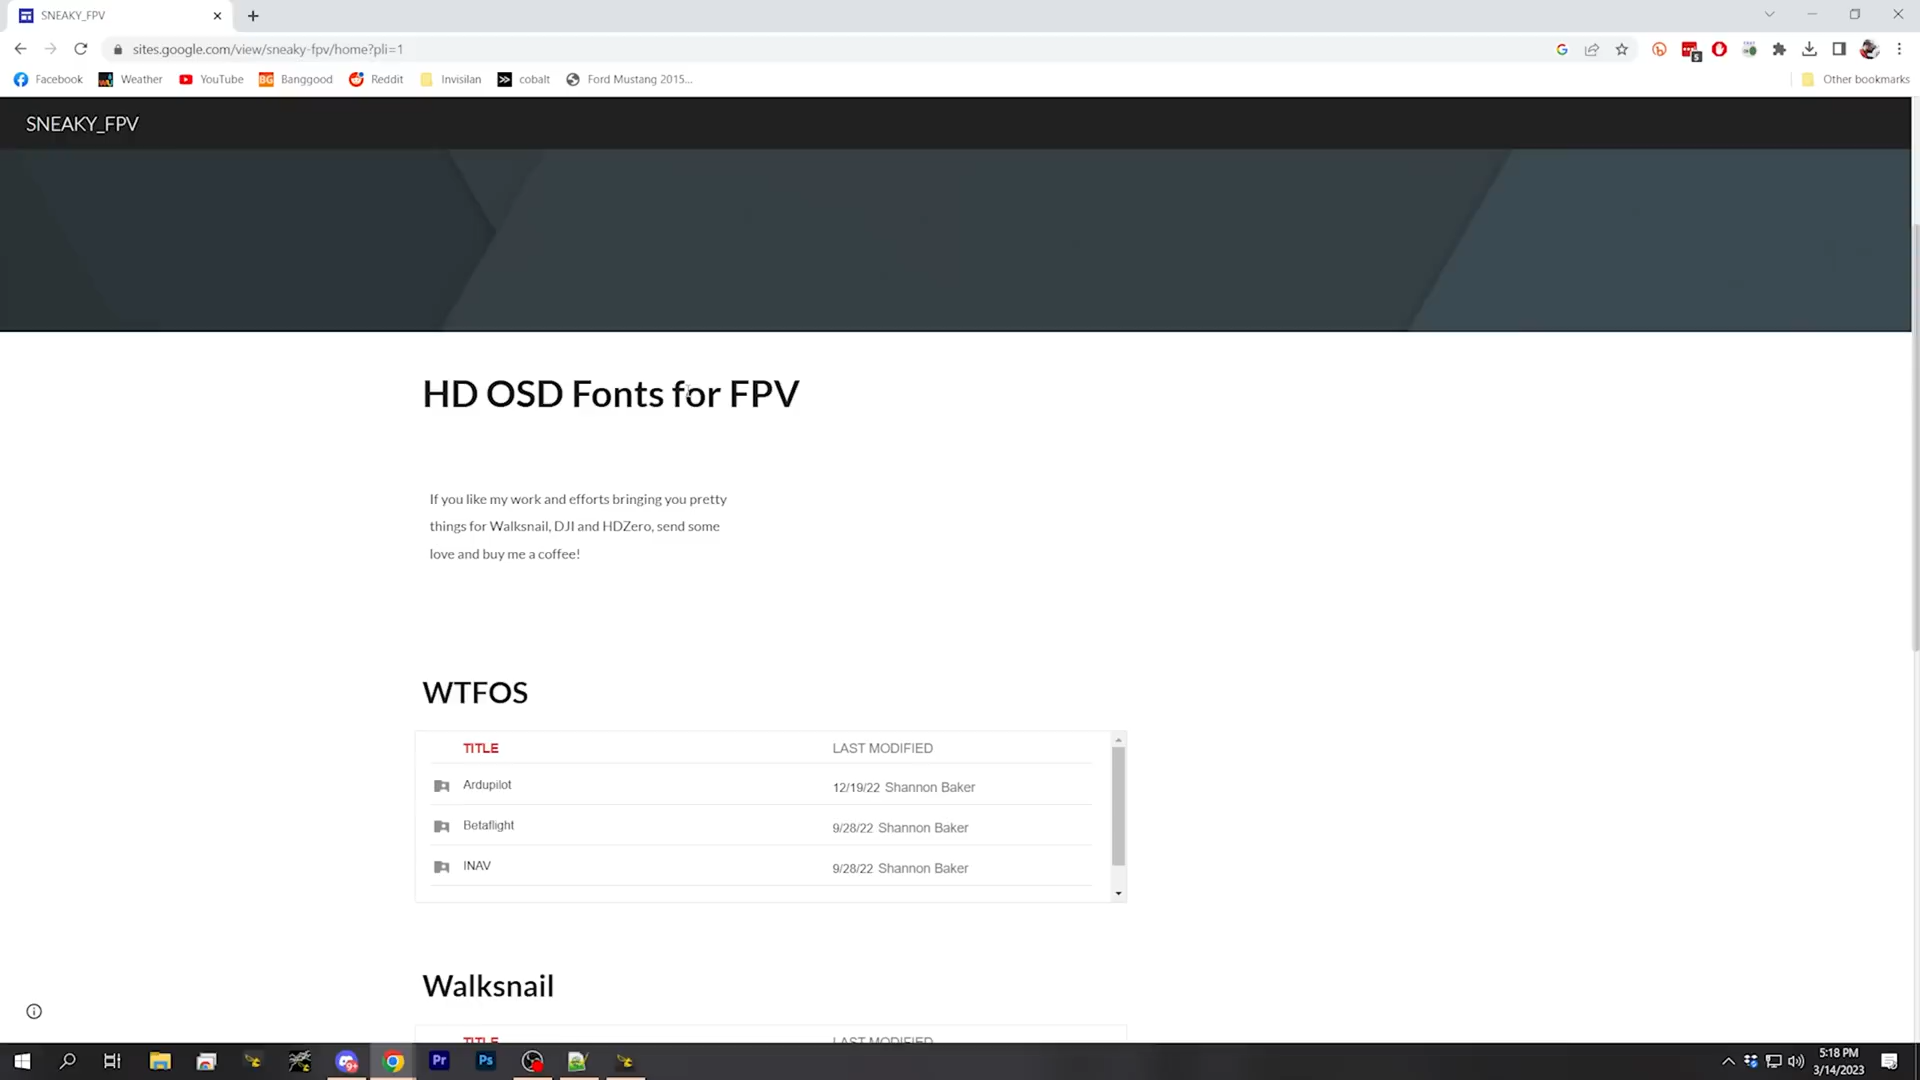 SNEAKY_FPV
sites.google.com/view/sneaky-fpv/home?pli=1
Facebook Weather YouTube Banggood Reddit Invisilan cobalt Ford Mustang 2015... Other bookmarks
SNEAKY_FPV
HD OSD Fonts for FPV
If you like my work and efforts bringing you pretty
things for Walksnail, DJI and HDZero, send some
love and buy me a coffee!
WTFOS
TITLE LAST MODIFIED
Ardupilot 12/19/22 Shannon Baker
Betaflight 9/28/22 Shannon Baker
INAV 9/28/22 Shannon Baker
Walksnail
TITLE LAST MODIFIED
5:18 PM
3/14/2023